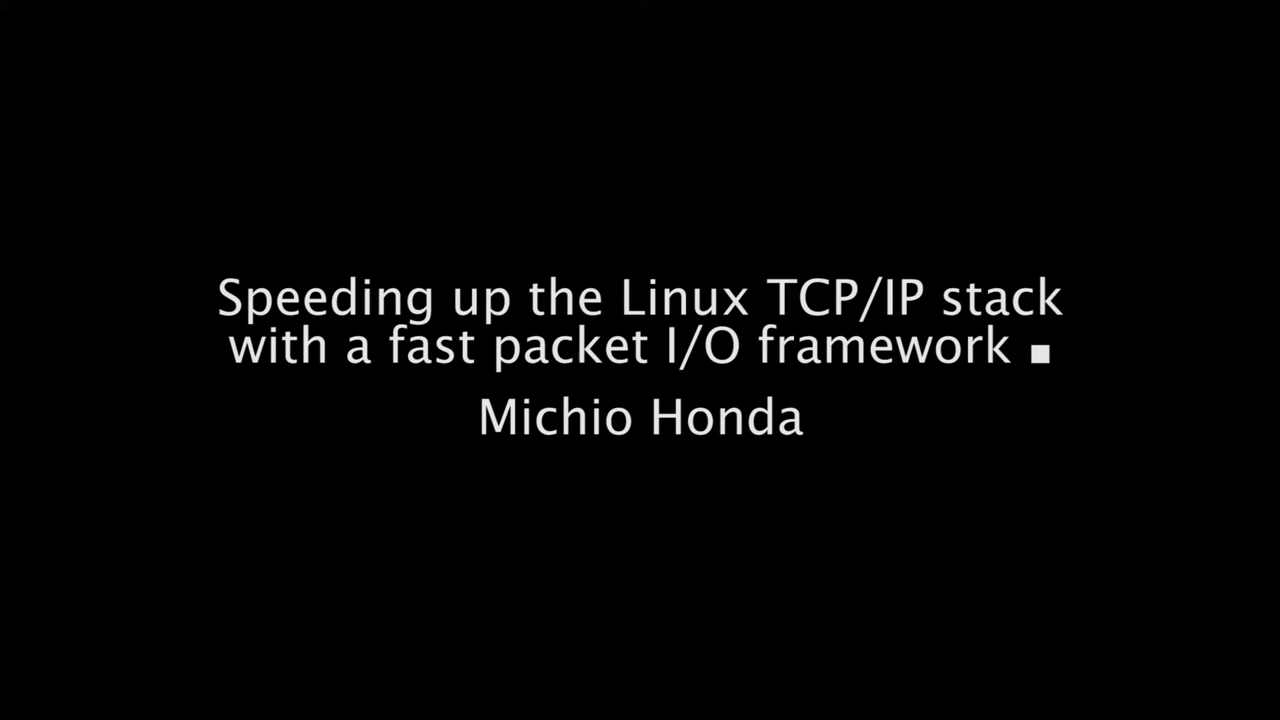 Speeding up the Linux TCP/IP stack
with a fast packet I/O framework ■
Michio Honda